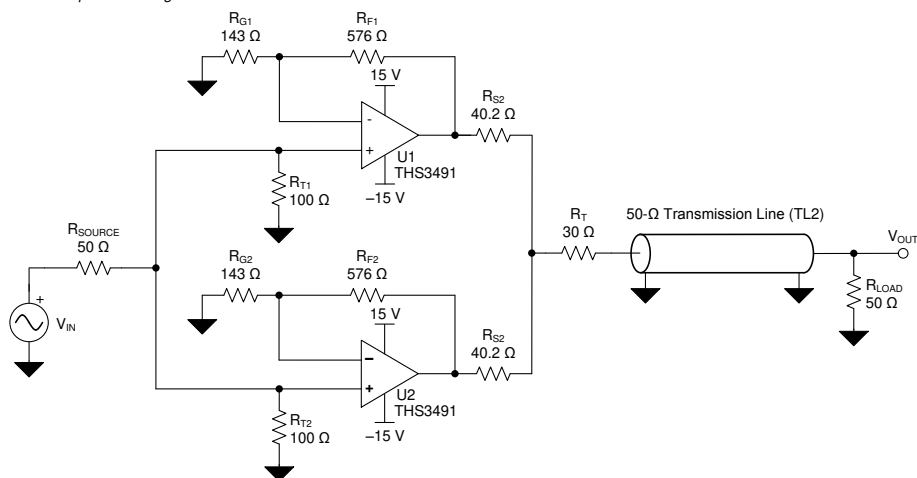 R_G1
143 Ω
R_F1
576 Ω
15 V
R_S2
40.2 Ω
-
+
U1
THS3491
–15 V
R_T1
100 Ω
R_SOURCE
50 Ω
R_T
30 Ω
50-Ω Transmission Line (TL2)
V_OUT
R_LOAD
50 Ω
+
V_IN
R_G2
143 Ω
R_F2
576 Ω
15 V
R_S2
40.2 Ω
–
+
U2
THS3491
–15 V
R_T2
100 Ω